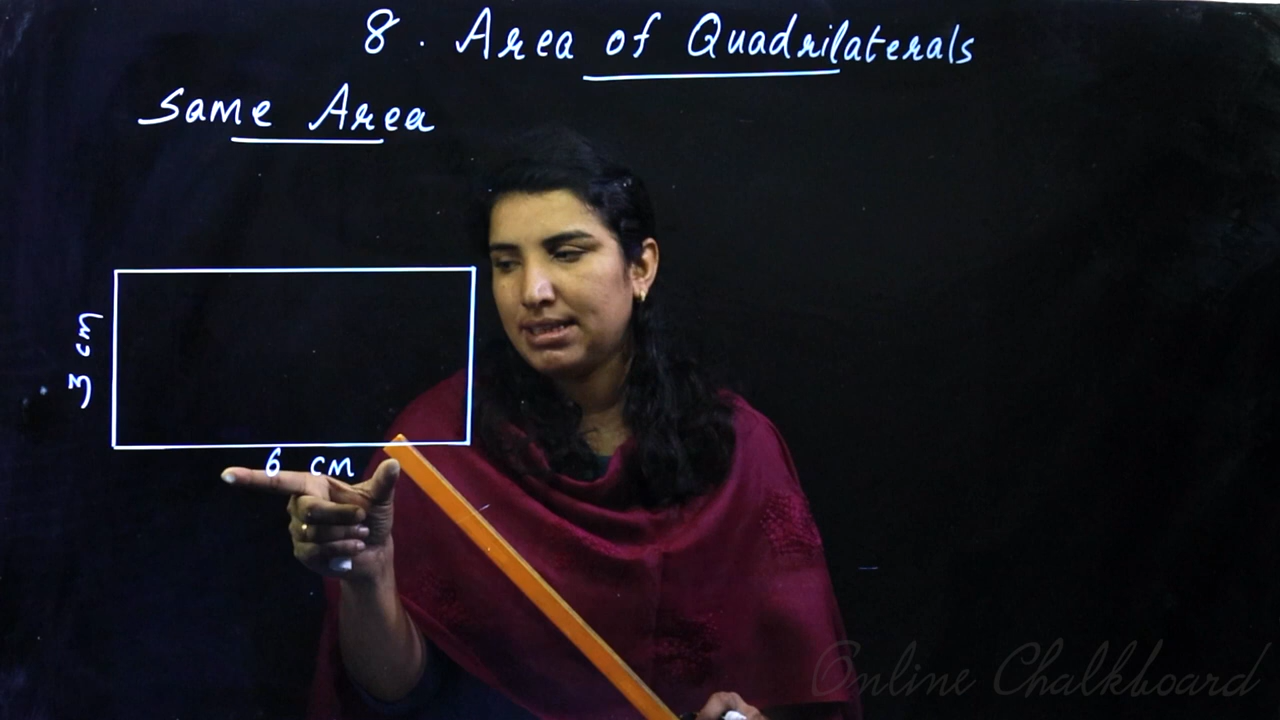 8. Area of Quadrilaterals
Same Area
3 cm
6 cm
Online Chalkboard